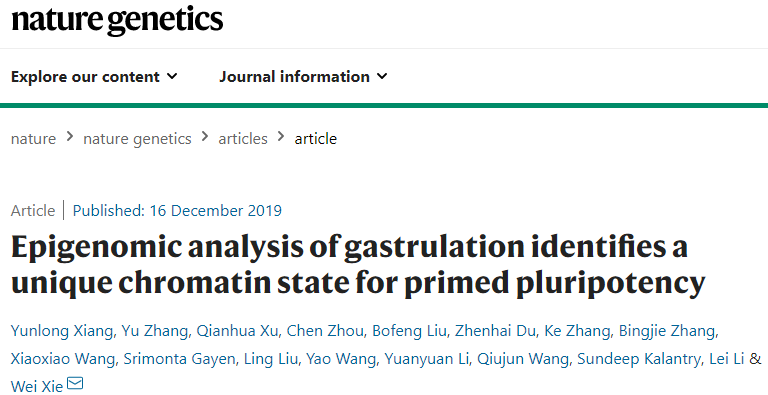 nature genetics
Explore our content Journal information
nature > nature genetics > articles > article
Article | Published: 16 December 2019
Epigenomic analysis of gastrulation identifies a
unique chromatin state for primed pluripotency
Yunlong Xiang, Yu Zhang, Qianhua Xu, Chen Zhou, Bofeng Liu, Zhenhai Du, Ke Zhang, Bingjie Zhang,
Xiaoxiao Wang, Srimonta Gayen, Ling Liu, Yao Wang, Yuanyuan Li, Qiujun Wang, Sundeep Kalantry, Lei Li &
Wei Xie